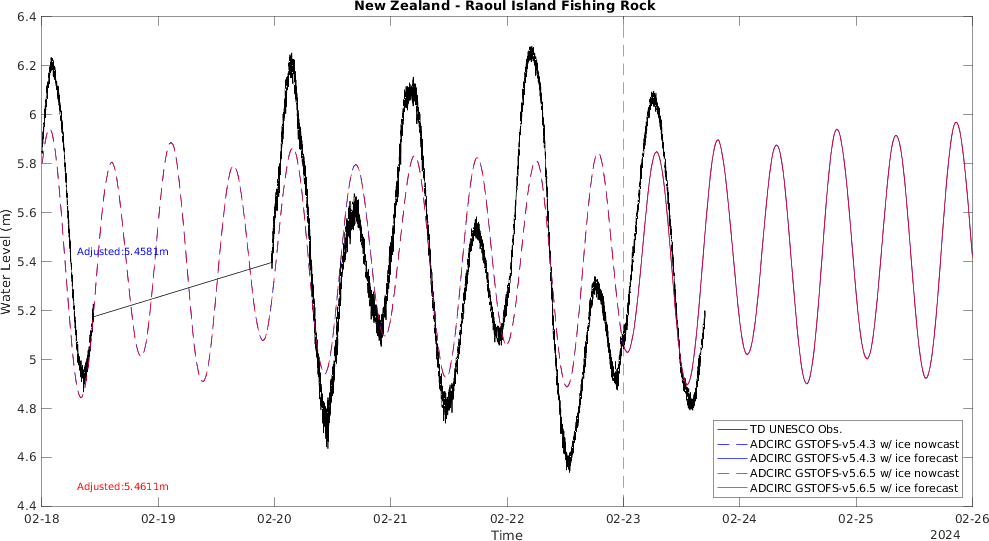 New Zealand - Raoul Island Fishing Rock
6.4
6.2
6
5.8
5.6
5.4
5.2
5
4.8
4.6
4.4
Water Level (m)
Adjusted:5.4581m
Adjusted:5.4611m
TD UNESCO Obs.
ADCIRC GSTOFS-v5.4.3 w/ ice nowcast
ADCIRC GSTOFS-v5.4.3 w/ ice forecast
ADCIRC GSTOFS-v5.6.5 w/ ice nowcast
ADCIRC GSTOFS-v5.6.5 w/ ice forecast
02-18 02-19 02-20 02-21 02-22 02-23 02-24 02-25 02-26
Time
2024